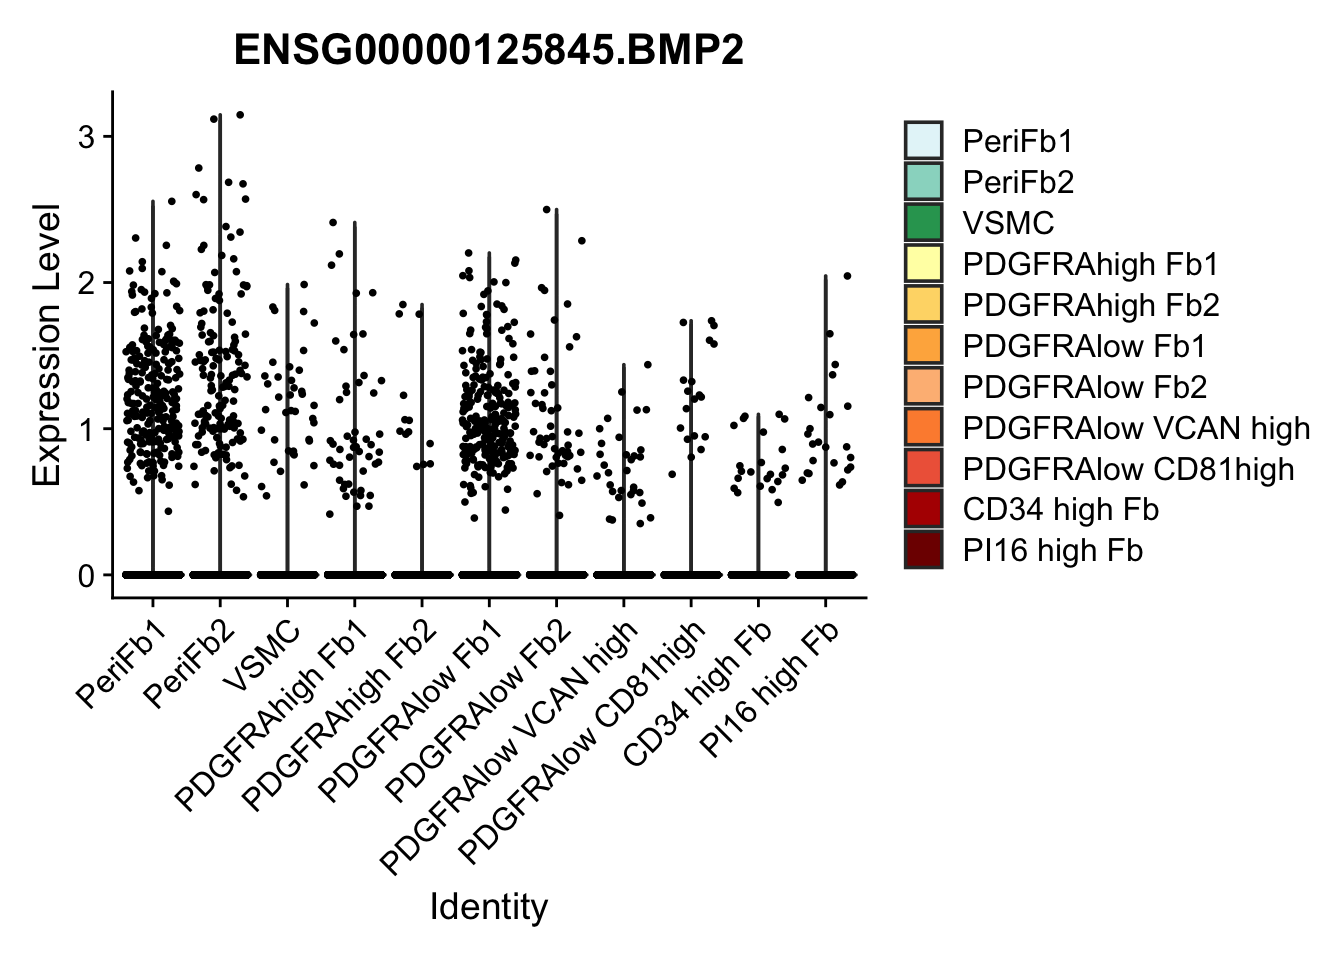 ENSG00000125845.BMP2
Expression Level
3
2
1
0
PeriFb1
PeriFb2
VSMC
PDGFRAhigh Fb1
PDGFRAhigh Fb2
PDGFRAlow Fb1
PDGFRAlow Fb2
PDGFRAlow VCAN high
PDGFRAlow CD81high
CD34 high Fb
PI16 high Fb
Identity
PeriFb1
PeriFb2
VSMC
PDGFRAhigh Fb1
PDGFRAhigh Fb2
PDGFRAlow Fb1
PDGFRAlow Fb2
PDGFRAlow VCAN high
PDGFRAlow CD81high
CD34 high Fb
PI16 high Fb